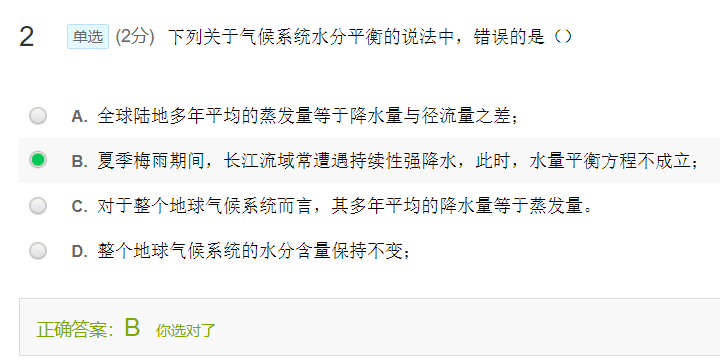 2 单选 (2分) 下列关于气候系统水分平衡的说法中，错误的是（）
A. 全球陆地多年平均的蒸发量等于降水量与径流量之差；
B. 夏季梅雨期间，长江流域常遭遇持续性强降水，此时，水量平衡方程不成立；
C. 对于整个地球气候系统而言，其多年平均的降水量等于蒸发量。
D. 整个地球气候系统的水分含量保持不变；
正确答案：B 你选对了